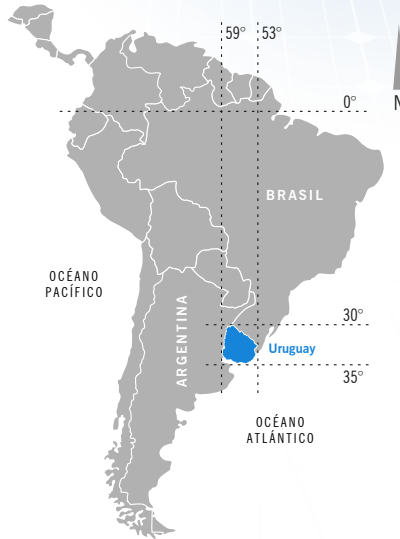 59° 53°
N
0°
BRASIL
OCÉANO
PACÍFICO
ARGENTINA
30°
Uruguay
35°
OCÉANO
ATLÁNTICO